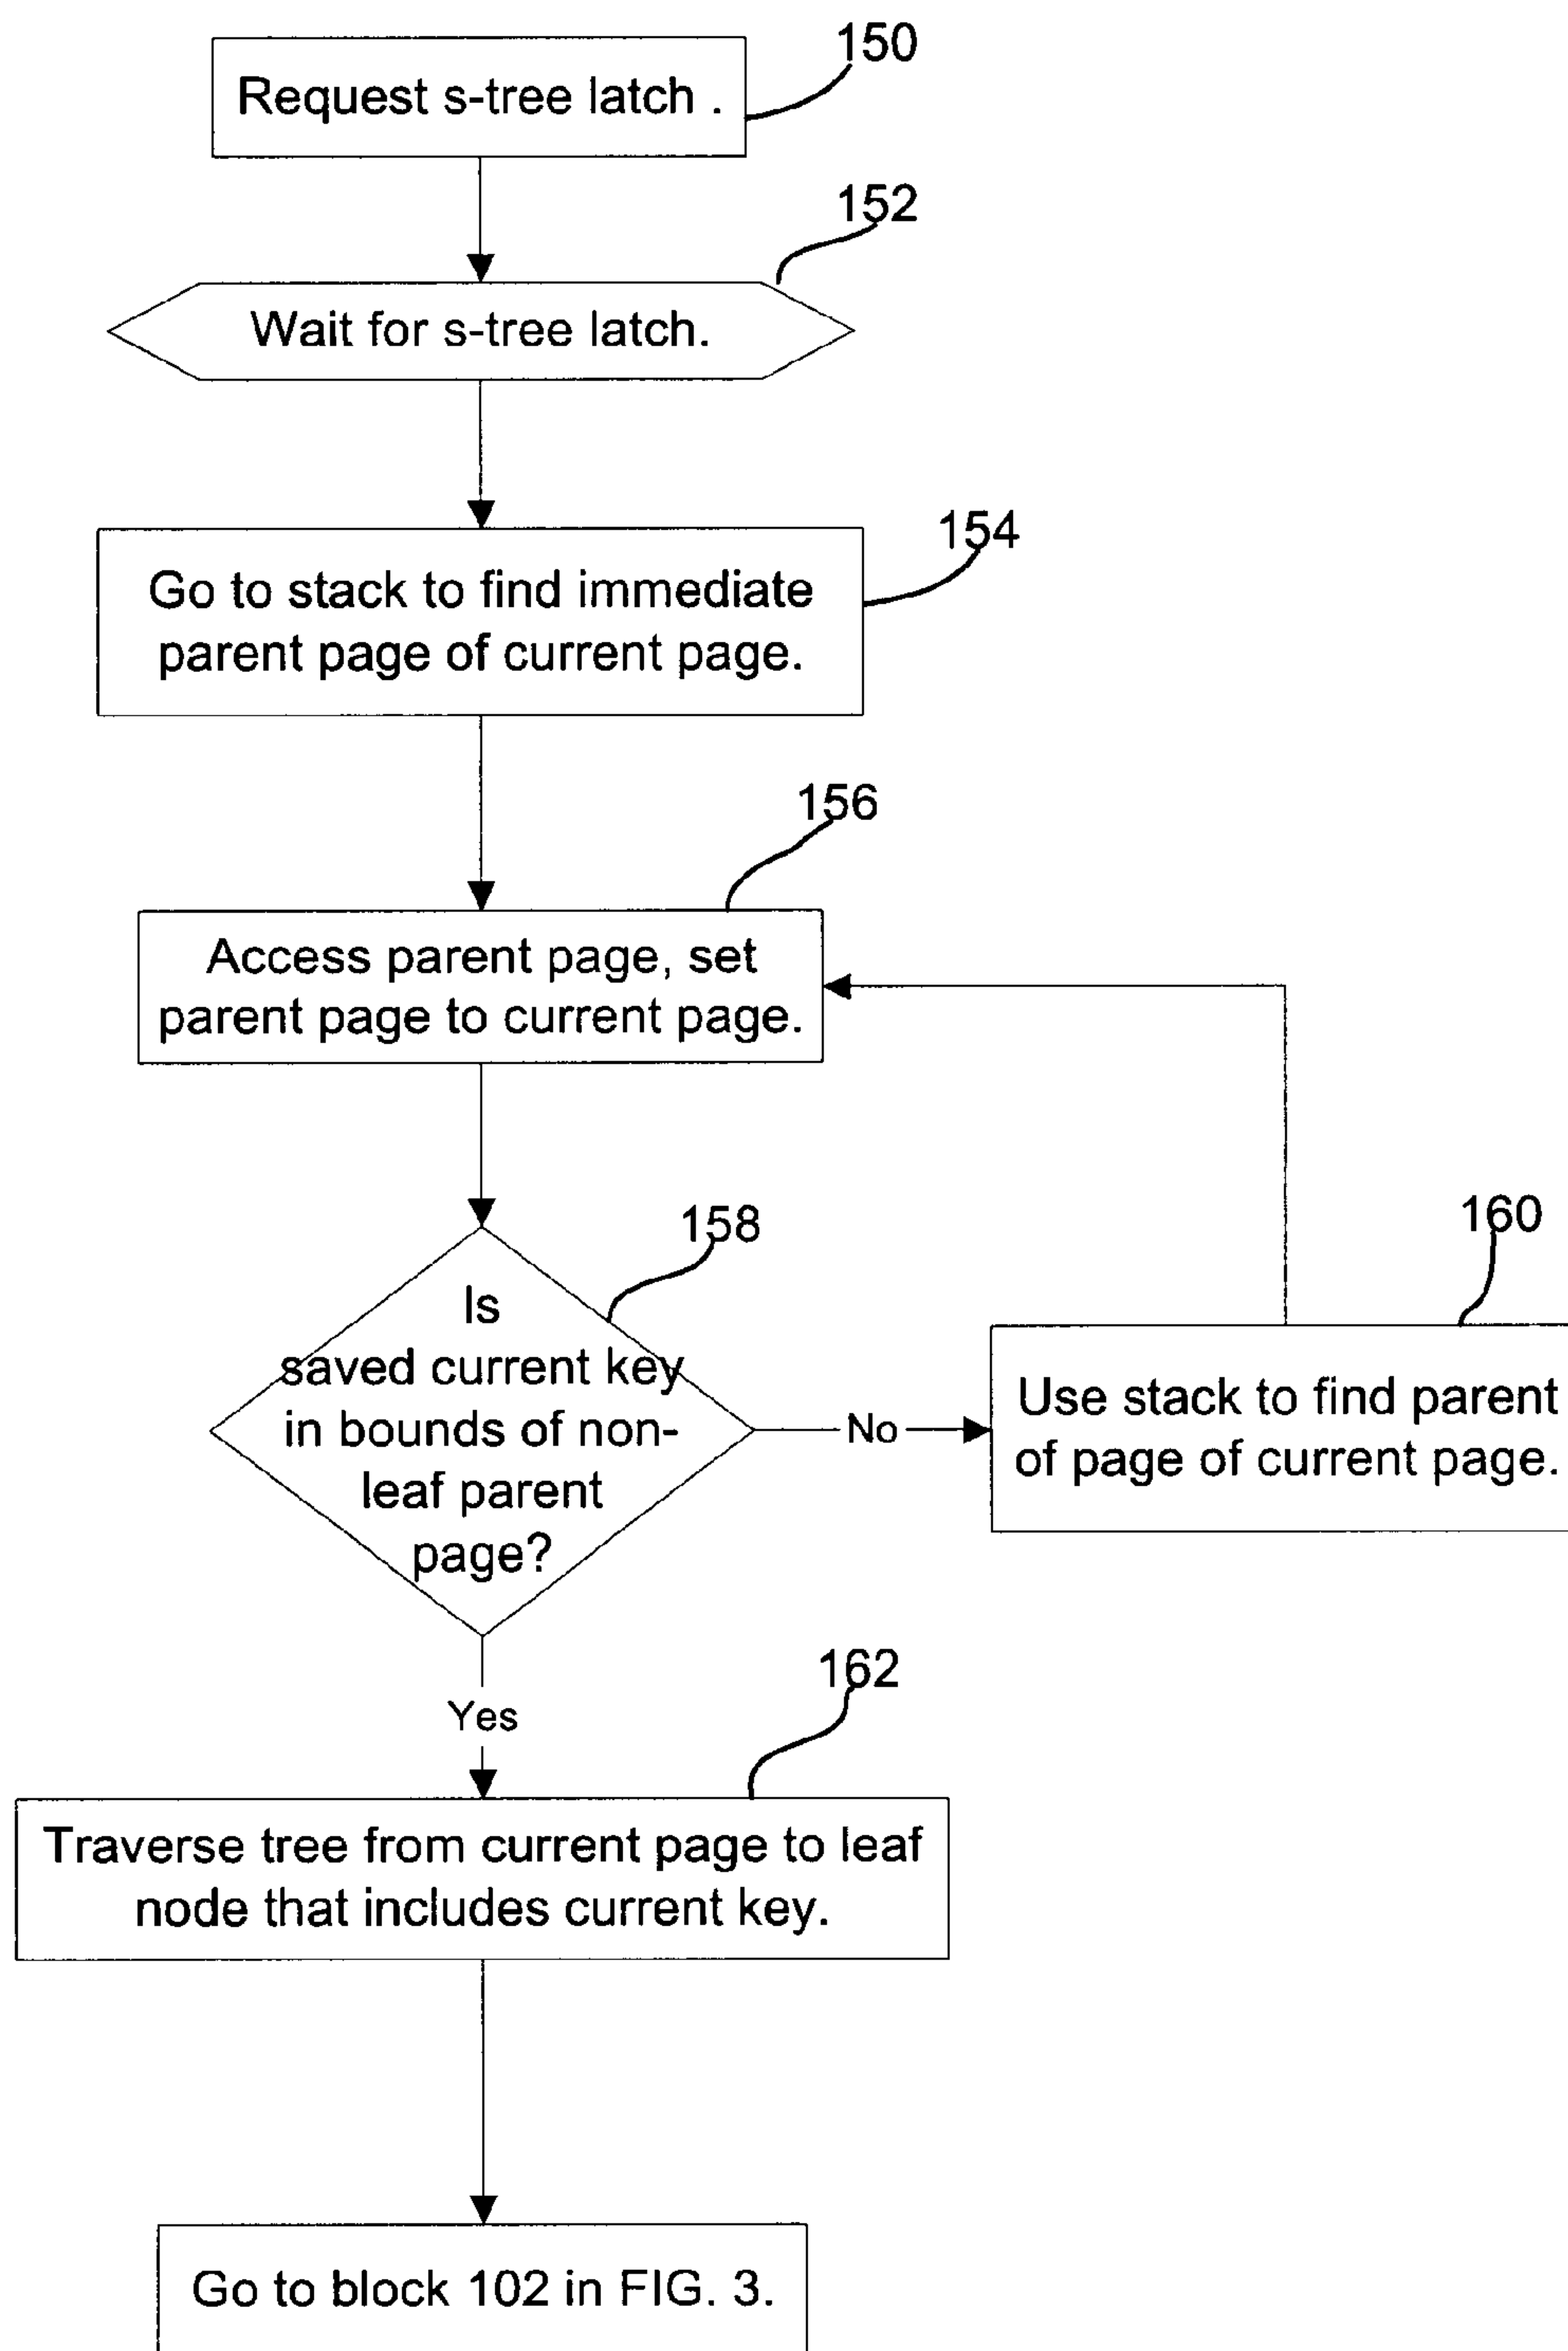 150
Request s-tree latch .
152
Wait for s-tree latch.
154
Go to stack to find immediate
parent page of current page.
156
Access parent page, set
parent page to current page.
158
Is
saved current key
in bounds of non-
leaf parent
page?
No
160
Use stack to find parent
of page of current page.
Yes
162
Traverse tree from current page to leaf
node that includes current key.
Go to block 102 in FIG. 3.